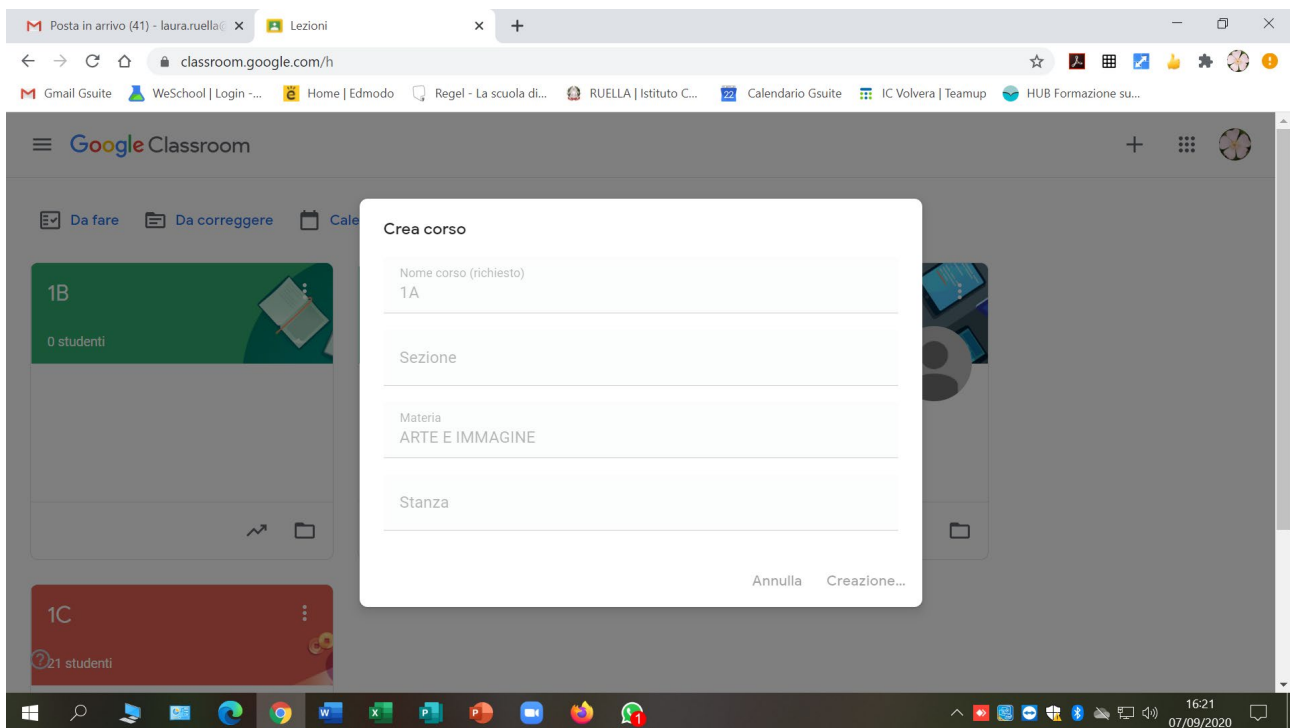 Posta in arrivo (41) - laura.ruella@
Lezioni
classroom.google.com/h
Gmail Gsuite
WeSchool | Login -...
Home | Edmodo
Regel - La scuola di...
RUELLA | Istituto C...
22
Calendario Gsuite
IC Volvera | Teamup
HUB Formazione su...
Google Classroom
Da fare
Da correggere
Cale
Crea corso
Nome corso (richiesto)
1A
1B
0 studenti
Sezione
Materia
ARTE E IMMAGINE
Stanza
Annulla
Creazione...
1C
21 studenti
16:21
07/09/2020